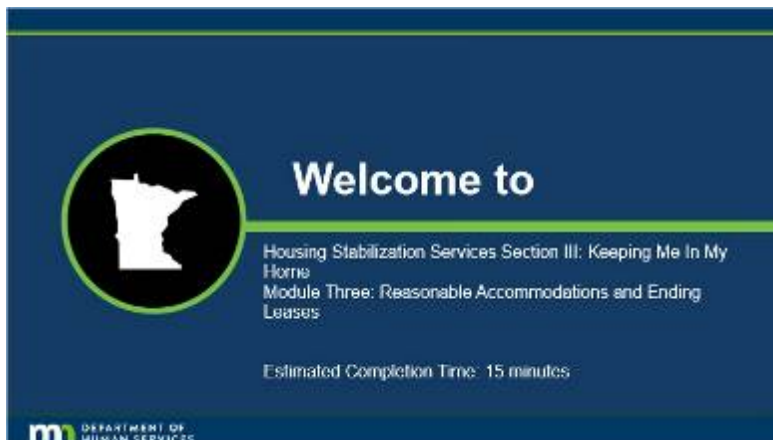 Welcome to
Housing Stabilization Services Section III: Keeping Me In My
Home
Module Three: Reasonable Accommodations and Ending
Leases
Estimated Completion Time: 15 minutes
mn DEPARTMENT OF
HUMAN SERVICES